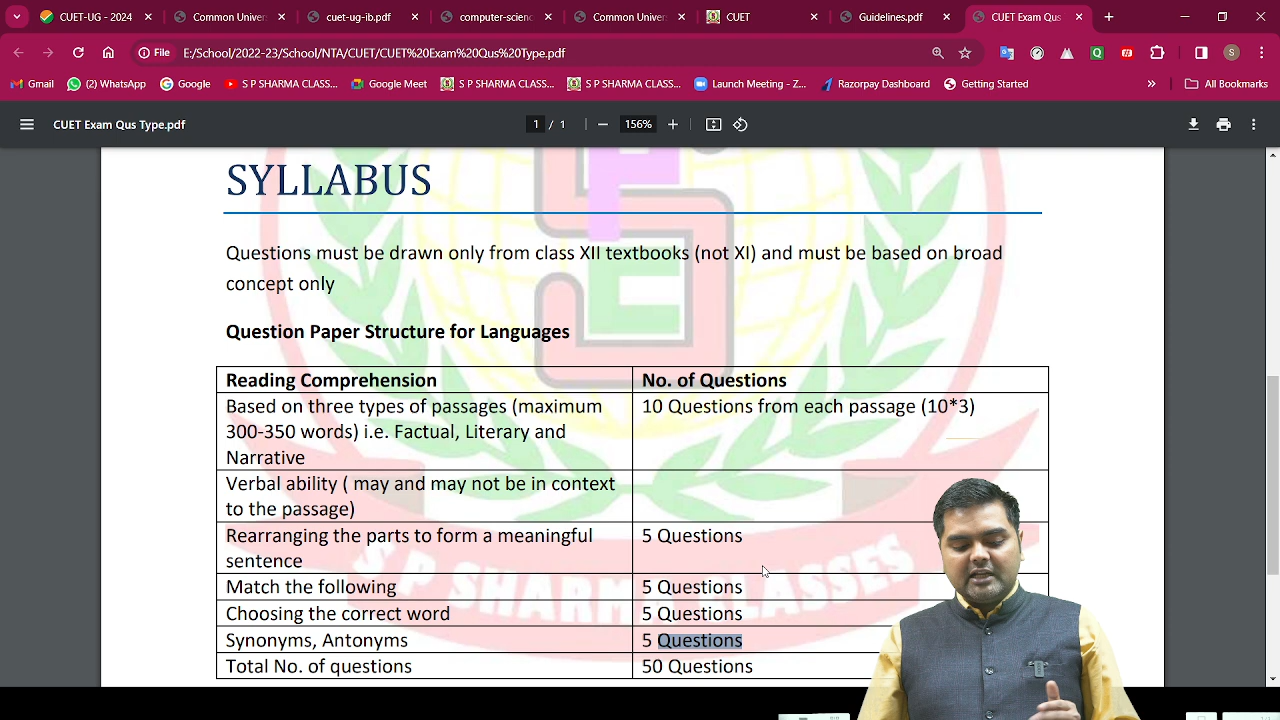 CUET-UG - 2024
Common Univer
cuet-ug-ib.pdf
computer-scienc
Common Univer
CUET
Guidelines.pdf
CUET Exam Qus
File
E:/School/2022-23/School/NTA/CUET/CUET%20Exam%20Qus%20Type.pdf
S
Gmail
(2) WhatsApp
Google
S P SHARMA CLASS...
Google Meet
S P SHARMA CLASS...
S P SHARMA CLASS...
Launch Meeting - Z...
Razorpay Dashboard
Getting Started
All Bookmarks
CUET Exam Qus Type.pdf
1 / 1
156%
SYLLABUS
Questions must be drawn only from class XII textbooks (not XI) and must be based on broad
concept only
Question Paper Structure for Languages
Reading Comprehension
No. of Questions
Based on three types of passages (maximum
300-350 words) i.e. Factual, Literary and
Narrative
10 Questions from each passage (10*3)
Verbal ability ( may and may not be in context
to the passage)
Rearranging the parts to form a meaningful
sentence
5 Questions
Match the following
5 Questions
Choosing the correct word
5 Questions
Synonyms, Antonyms
5 Questions
Total No. of questions
50 Questions
S P SHARMA CLASSES